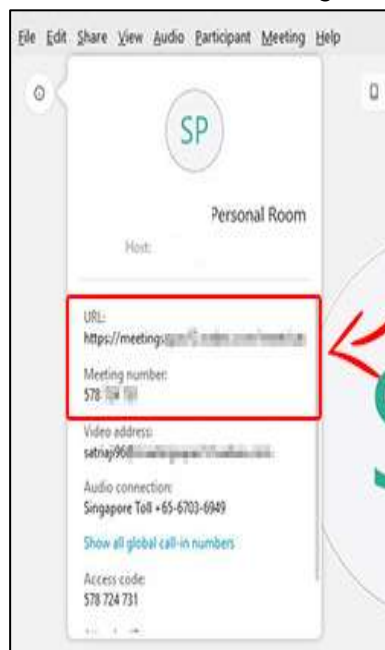 File Edit Share View Audio Participant Meeting Help
SP
Personal Room
Host:
URL:
https://meetings
Meeting number:
578
Video address:
satriaj96@
Audio connection:
Singapore Toll +65-6703-6949
Show all global call-in numbers
Access code:
578 724 731